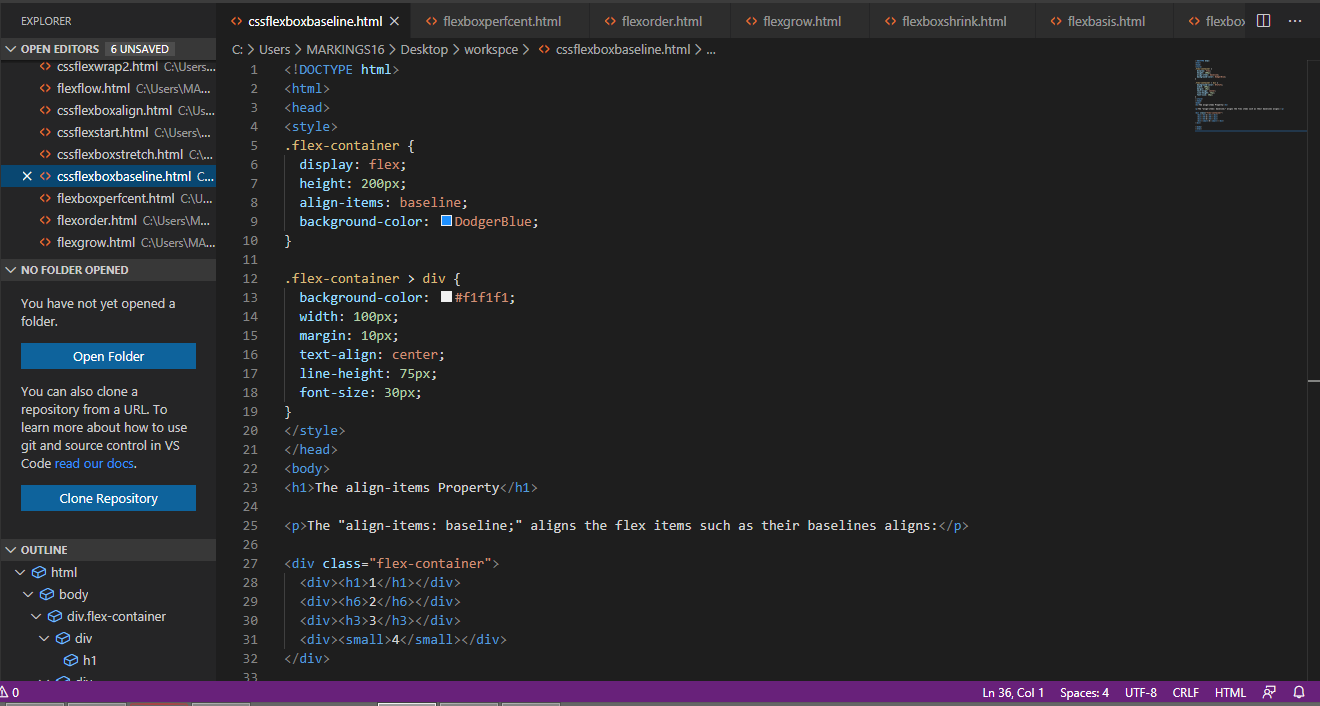 EXPLORER
cssflexboxbaseline.html
flexboxperfcent.html
flexorder.html
flexgrow.html
flexboxshrink.html
flexbasis.html
flexbox
OPEN EDITORS 6 UNSAVED
cssflexwrap2.html C:\Users...
flexflow.html C:\Users\MA...
cssflexboxalign.html C:\Us...
cssflexstart.html C:\Users\...
cssflexboxstretch.html C:\...
cssflexboxbaseline.html C...
flexboxperfcent.html C:\U...
flexorder.html C:\Users\M...
flexgrow.html C:\Users\MA...
NO FOLDER OPENED
You have not yet opened a
folder.
Open Folder
You can also clone a
repository from a URL. To
learn more about how to use
git and source control in VS
Code read our docs.
Clone Repository
OUTLINE
html
body
div.flex-container
div
h1
div
C: > Users > MARKINGS16 > Desktop > workspce > cssflexboxbaseline.html > ...
1 <!DOCTYPE html>
2 <html>
3 <head>
4 <style>
5 .flex-container {
6 display: flex;
7 height: 200px;
8 align-items: baseline;
9 background-color: DodgerBlue;
10 }
11
12 .flex-container > div {
13 background-color: #f1f1f1;
14 width: 100px;
15 margin: 10px;
16 text-align: center;
17 line-height: 75px;
18 font-size: 30px;
19 }
20 </style>
21 </head>
22 <body>
23 <h1>The align-items Property</h1>
24
25 <p>The "align-items: baseline;" aligns the flex items such as their baselines aligns:</p>
26
27 <div class="flex-container">
28 <div><h1>1</h1></div>
29 <div><h6>2</h6></div>
30 <div><h3>3</h3></div>
31 <div><small>4</small></div>
32 </div>
33
0
Ln 36, Col 1
Spaces: 4
UTF-8
CRLF
HTML